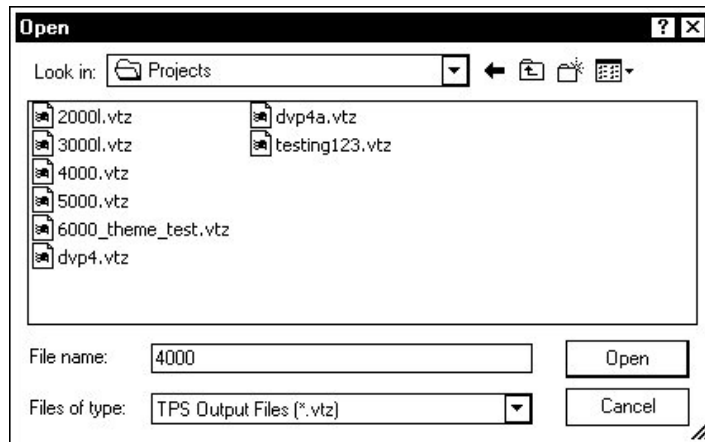 Open
Look in: Projects
2000l.vtz
3000l.vtz
4000.vtz
5000.vtz
6000_theme_test.vtz
dvp4.vtz
dvp4a.vtz
testing123.vtz
File name: 4000 Open
Files of type: TPS Output Files (*.vtz) Cancel